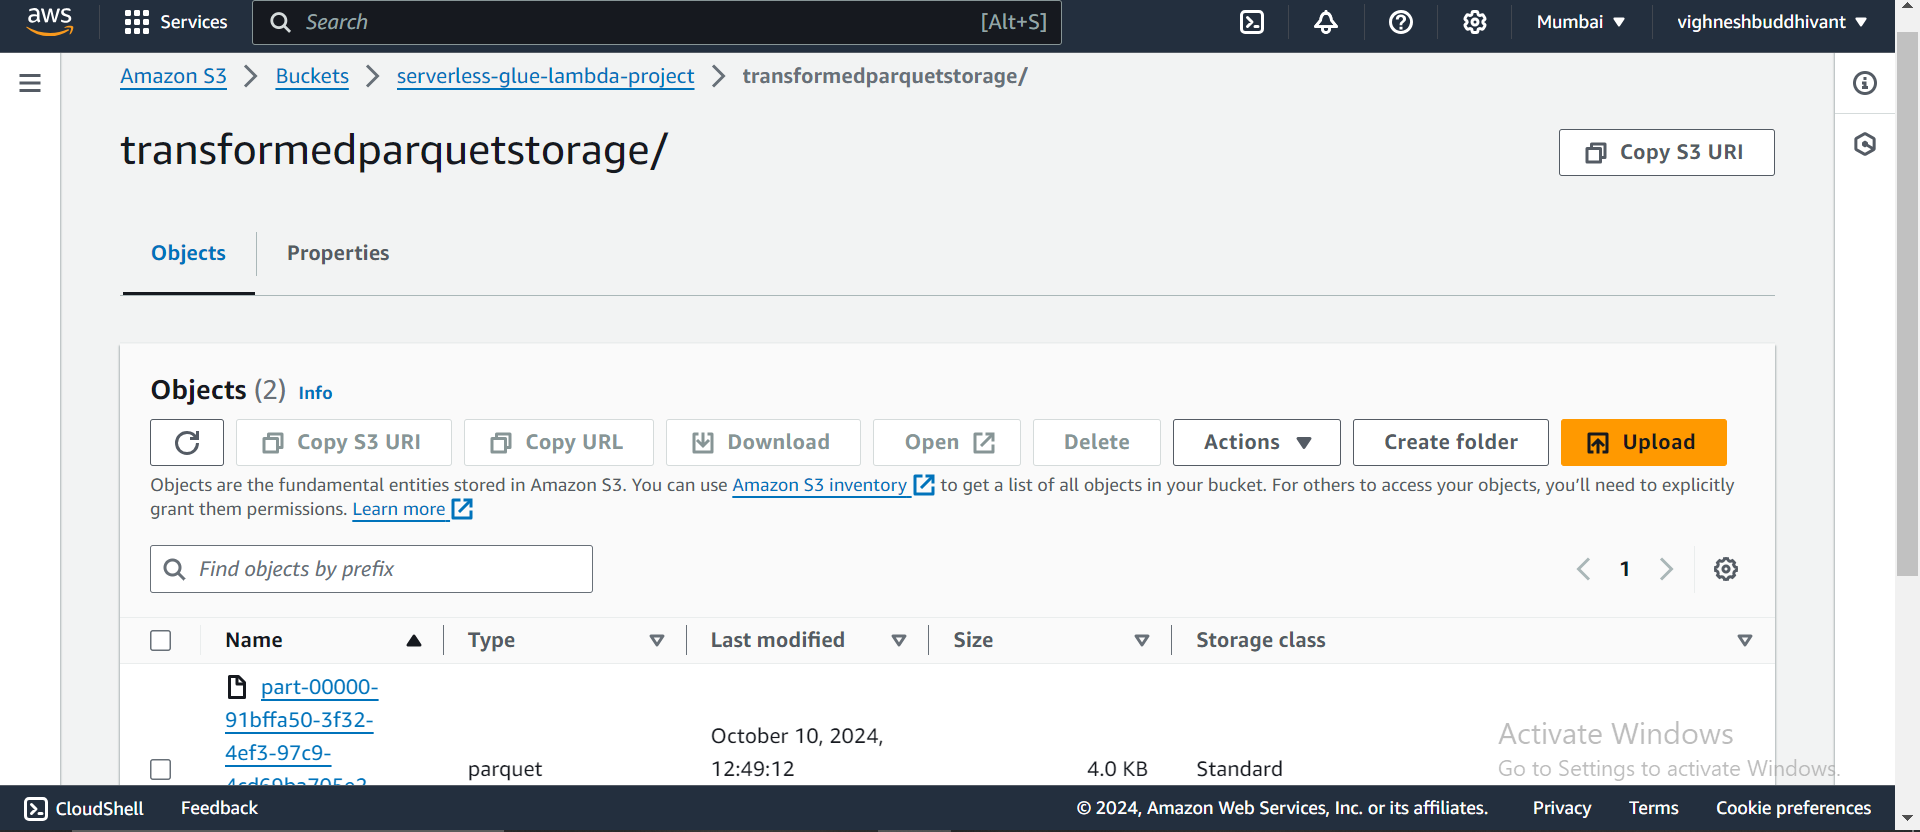 aws Services Search [Alt+S] Mumbai vighneshbuddhivant
Amazon S3 Buckets serverless-glue-lambda-project transformedparquetstorage/
transformedparquetstorage/
Copy S3 URI
Objects Properties
Objects (2) Info
Copy S3 URI Copy URL Download Open Delete Actions Create folder Upload
Objects are the fundamental entities stored in Amazon S3. You can use Amazon S3 inventory to get a list of all objects in your bucket. For others to access your objects, you’ll need to explicitly
grant them permissions. Learn more
Find objects by prefix
1
Name Type Last modified Size Storage class
part-00000-
91bffa50-3f32-
4ef3-97c9-
parquet
October 10, 2024,
12:49:12
4.0 KB
Standard
Activate Windows
Go to Settings to activate Windows.
CloudShell Feedback © 2024, Amazon Web Services, Inc. or its affiliates. Privacy Terms Cookie preferences